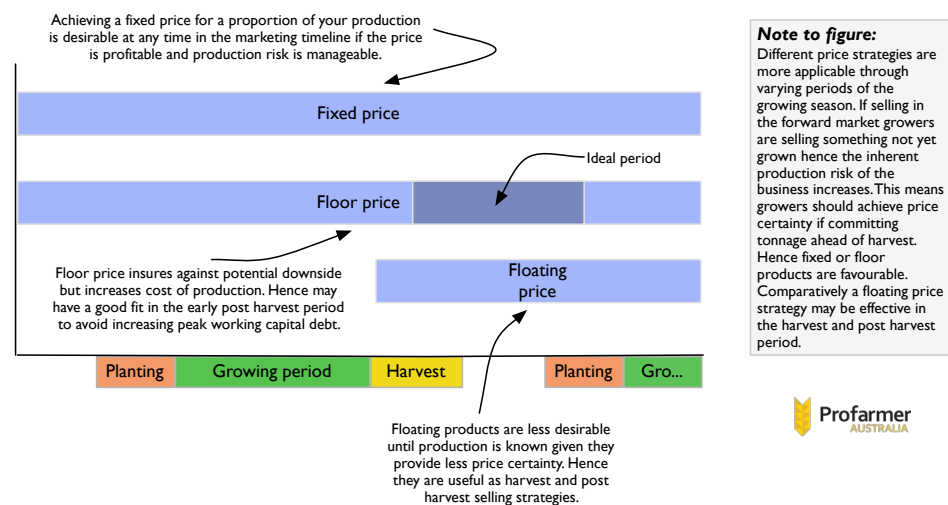 Achieving a fixed price for a proportion of your production
is desirable at any time in the marketing timeline if the price
is profitable and production risk is manageable.
Fixed price
Ideal period
Floor price
Floor price insures against potential downside
but increases cost of production. Hence may
have a good fit in the early post harvest period
to avoid increasing peak working capital debt.
Floating
price
Planting
Growing period
Harvest
Planting
Gro...
Floating products are less desirable
until production is known given they
provide less price certainty. Hence
they are useful as harvest and post
harvest selling strategies.
Note to figure:
Different price strategies are
more applicable through
varying periods of the
growing season. If selling in
the forward market growers
are selling something not yet
grown hence the inherent
production risk of the
business increases. This means
growers should achieve price
certainty if committing
tonnage ahead of harvest.
Hence fixed or floor
products are favourable.
Comparatively a floating price
strategy may be effective in
the harvest and post harvest
period.
Profarmer
AUSTRALIA